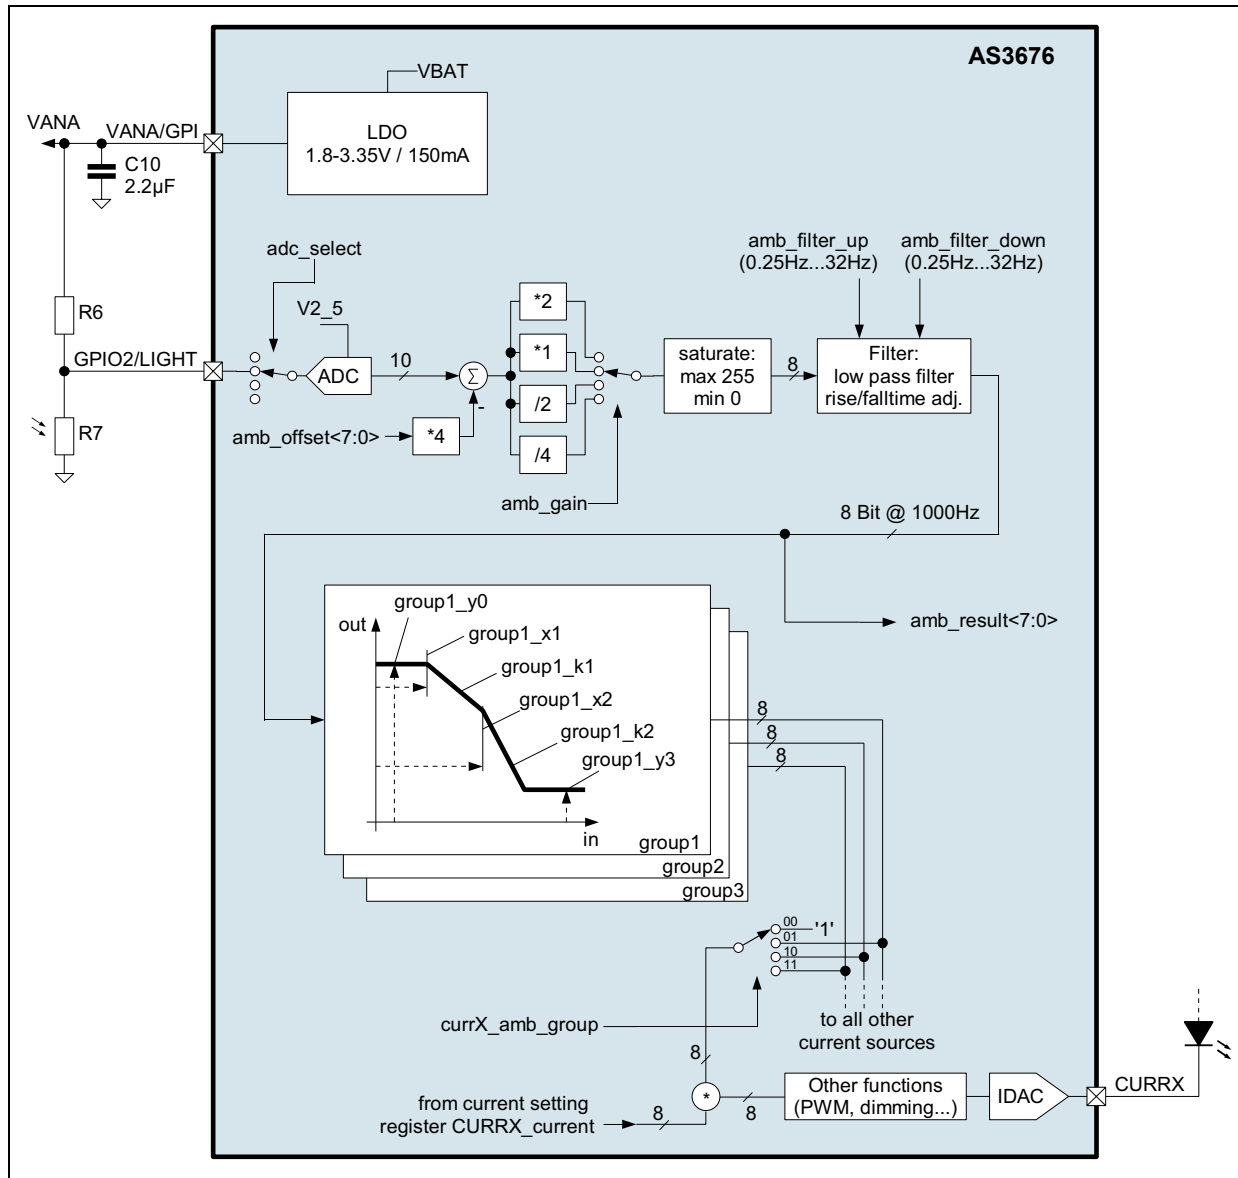 AS3676
VBAT
VANA
VANA/GPI
LDO
1.8-3.35V / 150mA
C10
2.2µF
adc_select
amb_filter_up
(0.25Hz...32Hz)
amb_filter_down
(0.25Hz...32Hz)
V2_5
R6
GPIO2/LIGHT
ADC
10
Σ
-
*2
*1
/2
/4
saturate:
max 255
min 0
8
Filter:
low pass filter
rise/falltime adj.
R7
amb_offset<7:0>
*4
amb_gain
8 Bit @ 1000Hz
amb_result<7:0>
out
group1_y0
group1_x1
group1_k1
group1_x2
group1_k2
group1_y3
in
group1
group2
group3
8
8
8
00
'1'
01
10
11
currX_amb_group
to all other
current sources
8
from current setting
register CURRX_current
8
*
8
Other functions
(PWM, dimming...)
IDAC
CURRX